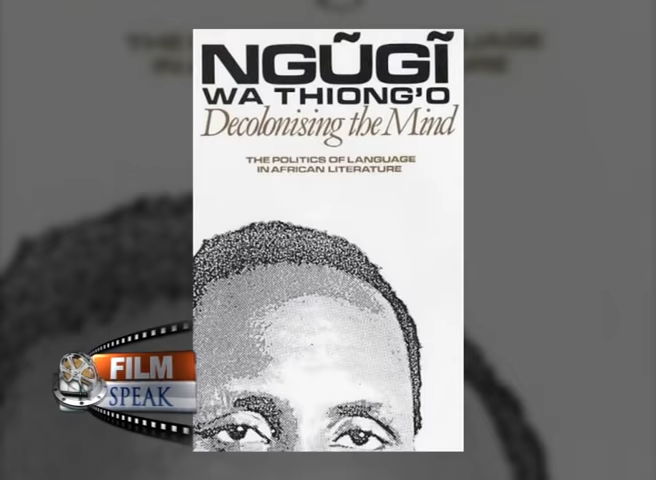 NGŨGĨ
WA THIONG'O
Decolonising the Mind
THE POLITICS OF LANGUAGE
IN AFRICAN LITERATURE
FILM
SPEAK